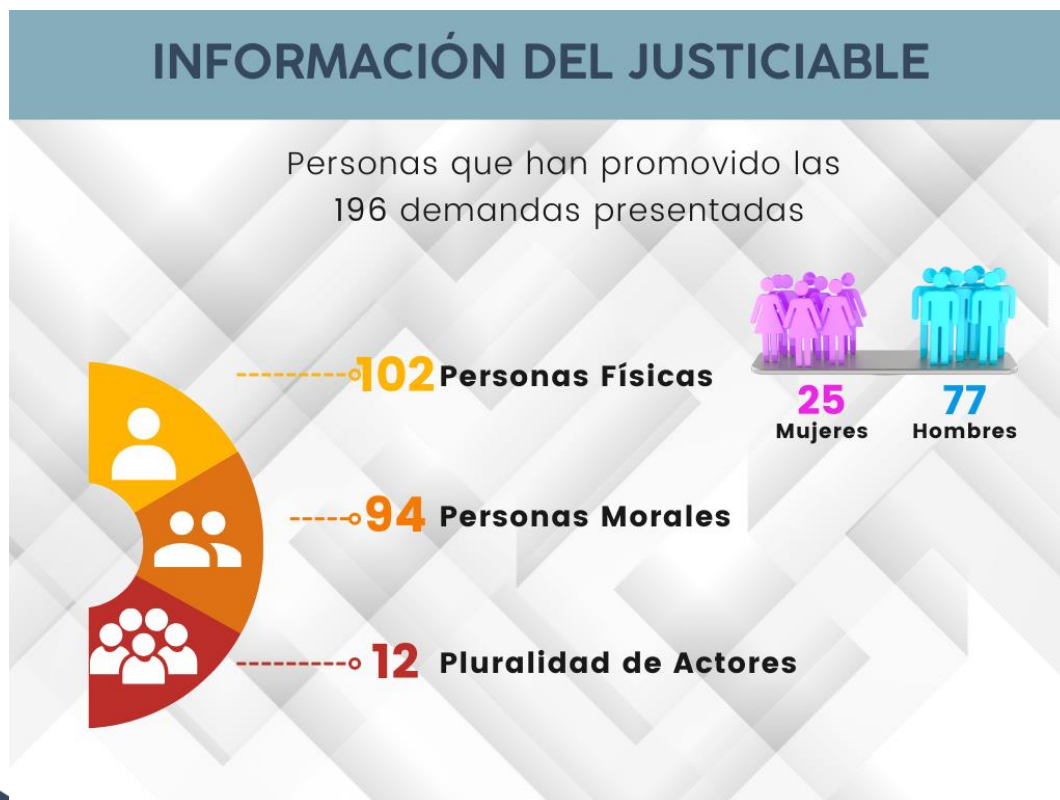 INFORMACIÓN DEL JUSTICIABLE
Personas que han promovido las
196 demandas presentadas
102 Personas Físicas
25
Mujeres
77
Hombres
94 Personas Morales
12 Pluralidad de Actores